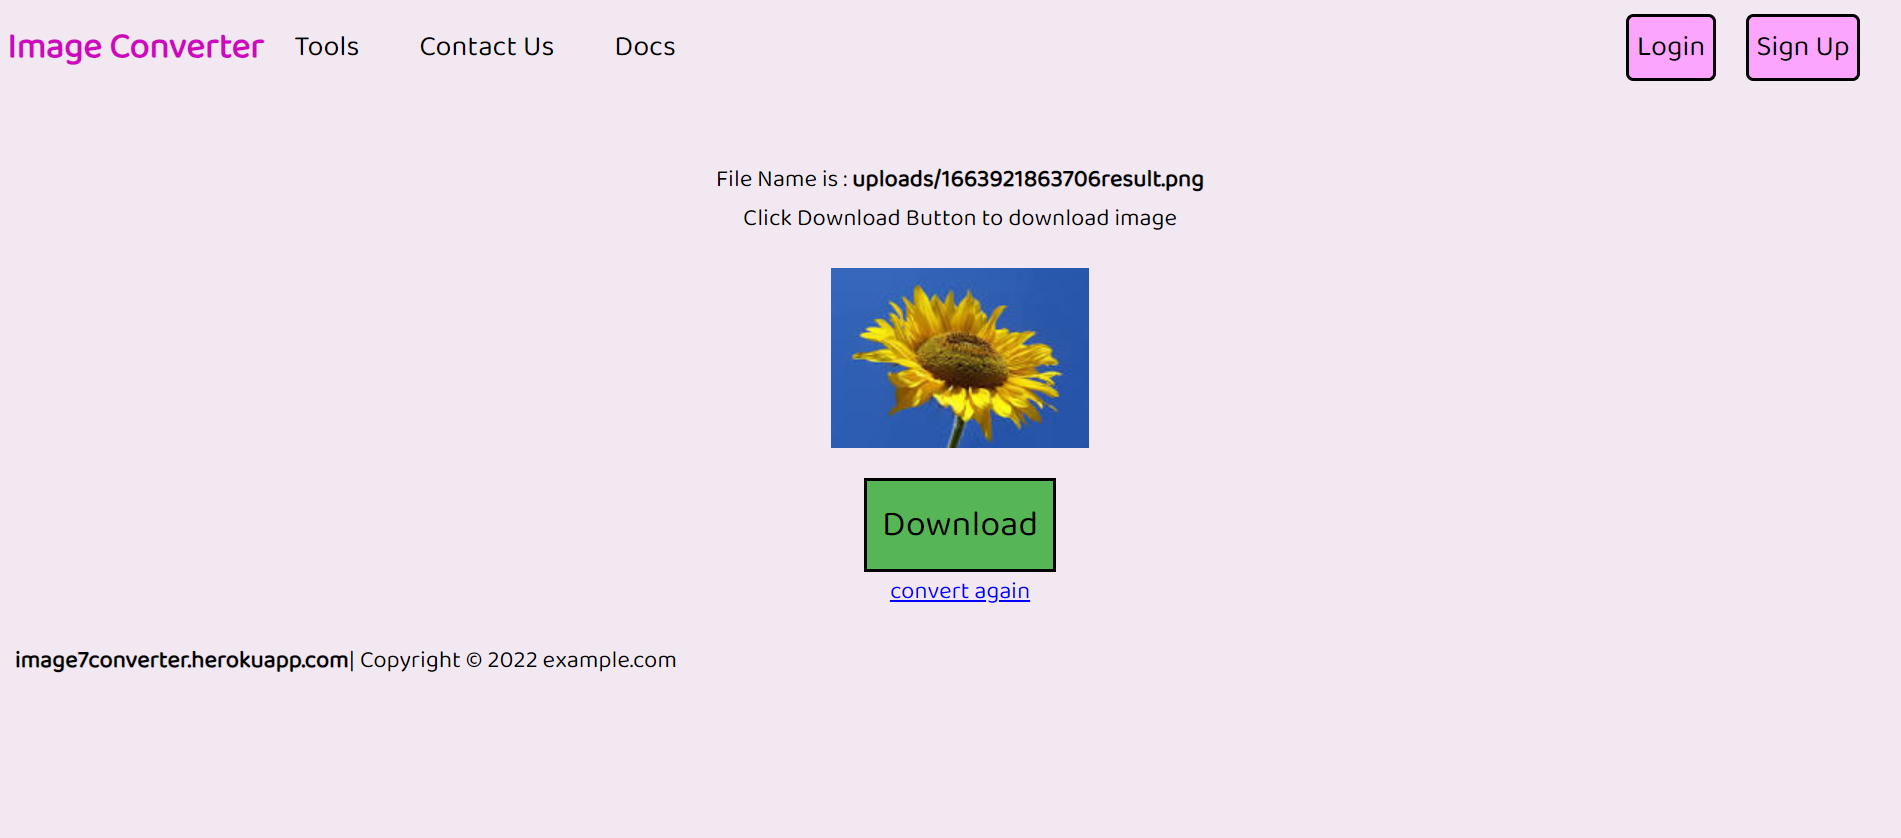 Image Converter Tools Contact Us Docs Login Sign Up
File Name is : uploads/1663921863706result.png
Click Download Button to download image
Download
convert again
image7converter.herokuapp.com| Copyright © 2022 example.com